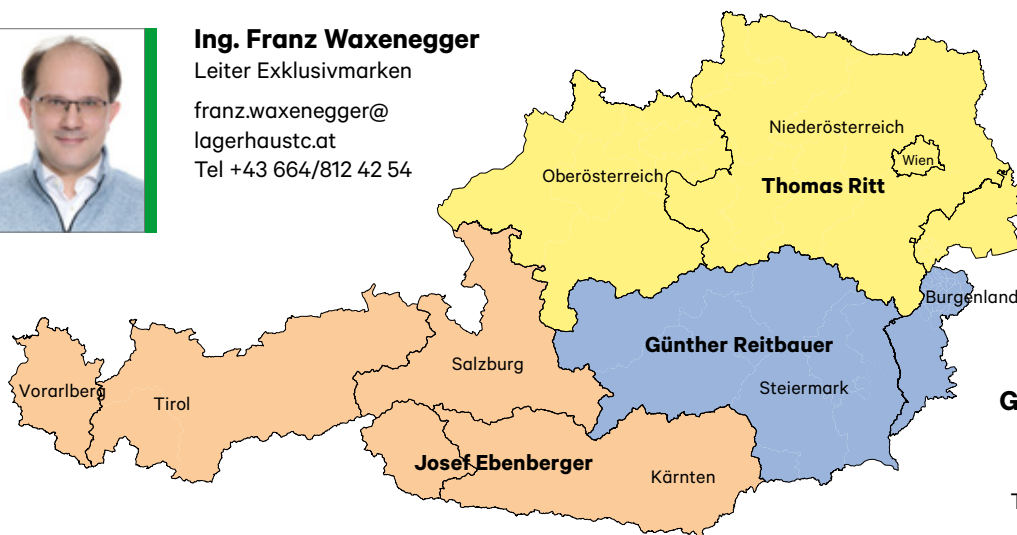 Ing. Franz Waxenegger
Leiter Exklusivmarken
franz.waxenegger@
lagerhaustc.at
Tel +43 664/812 42 54
Niederösterreich
Wien
Oberösterreich
Thomas Ritt
Burgenland
Günther Reitbauer
Salzburg
Steiermark
Vorarlberg
Tirol
G
Josef Ebenberger
Kärnten
T